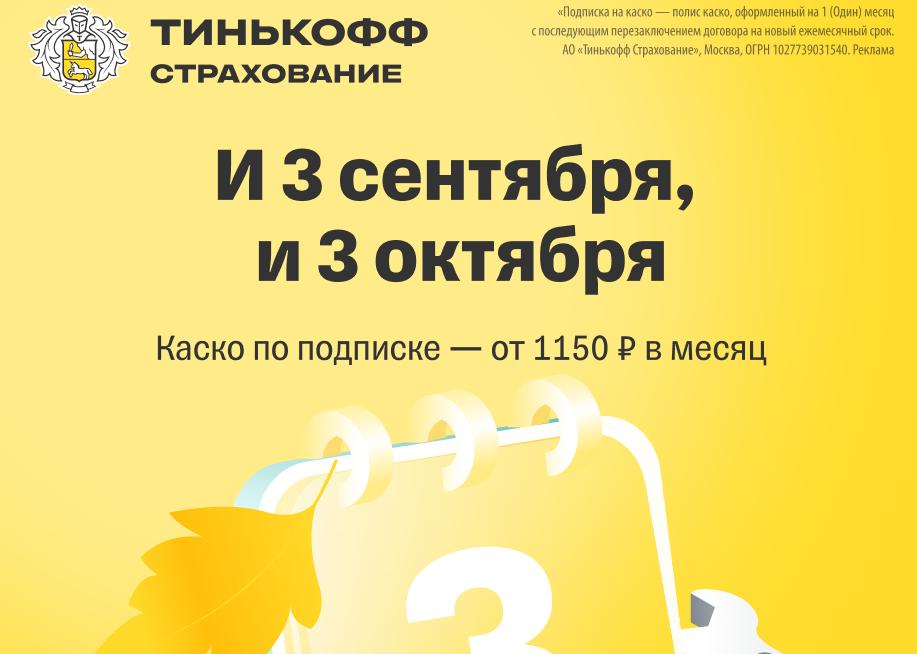 ТИНЬКОФФ
СТРАХОВАНИЕ
«Подписка на каско — полис каско, оформленный на 1 (Один) месяц
с последующим перезаключением договора на новый ежемесячный срок.
АО «Тинькофф Страхование», Москва, ОГРН 1027739031540. Реклама
И 3 сентября,
и 3 октября
Каско по подписке — от 1150 ₽ в месяц
3